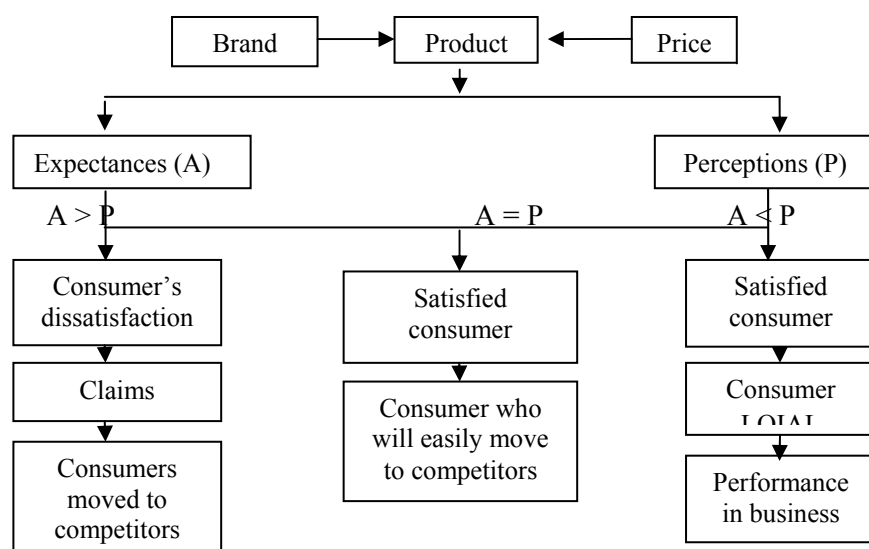 Brand
Product
Price
Expectances (A)
Perceptions (P)
A > P
A = P
A < P
Consumer's
dissatisfaction
Satisfied
consumer
Satisfied
consumer
Claims
Consumer who
will easily move
to competitors
Consumer
Consumers
moved to
competitors
Performance
in business